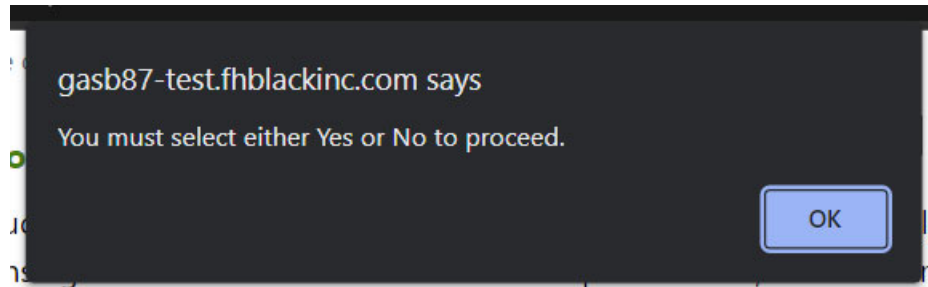 gasb87-test.fhblackinc.com says
You must select either Yes or No to proceed.
OK